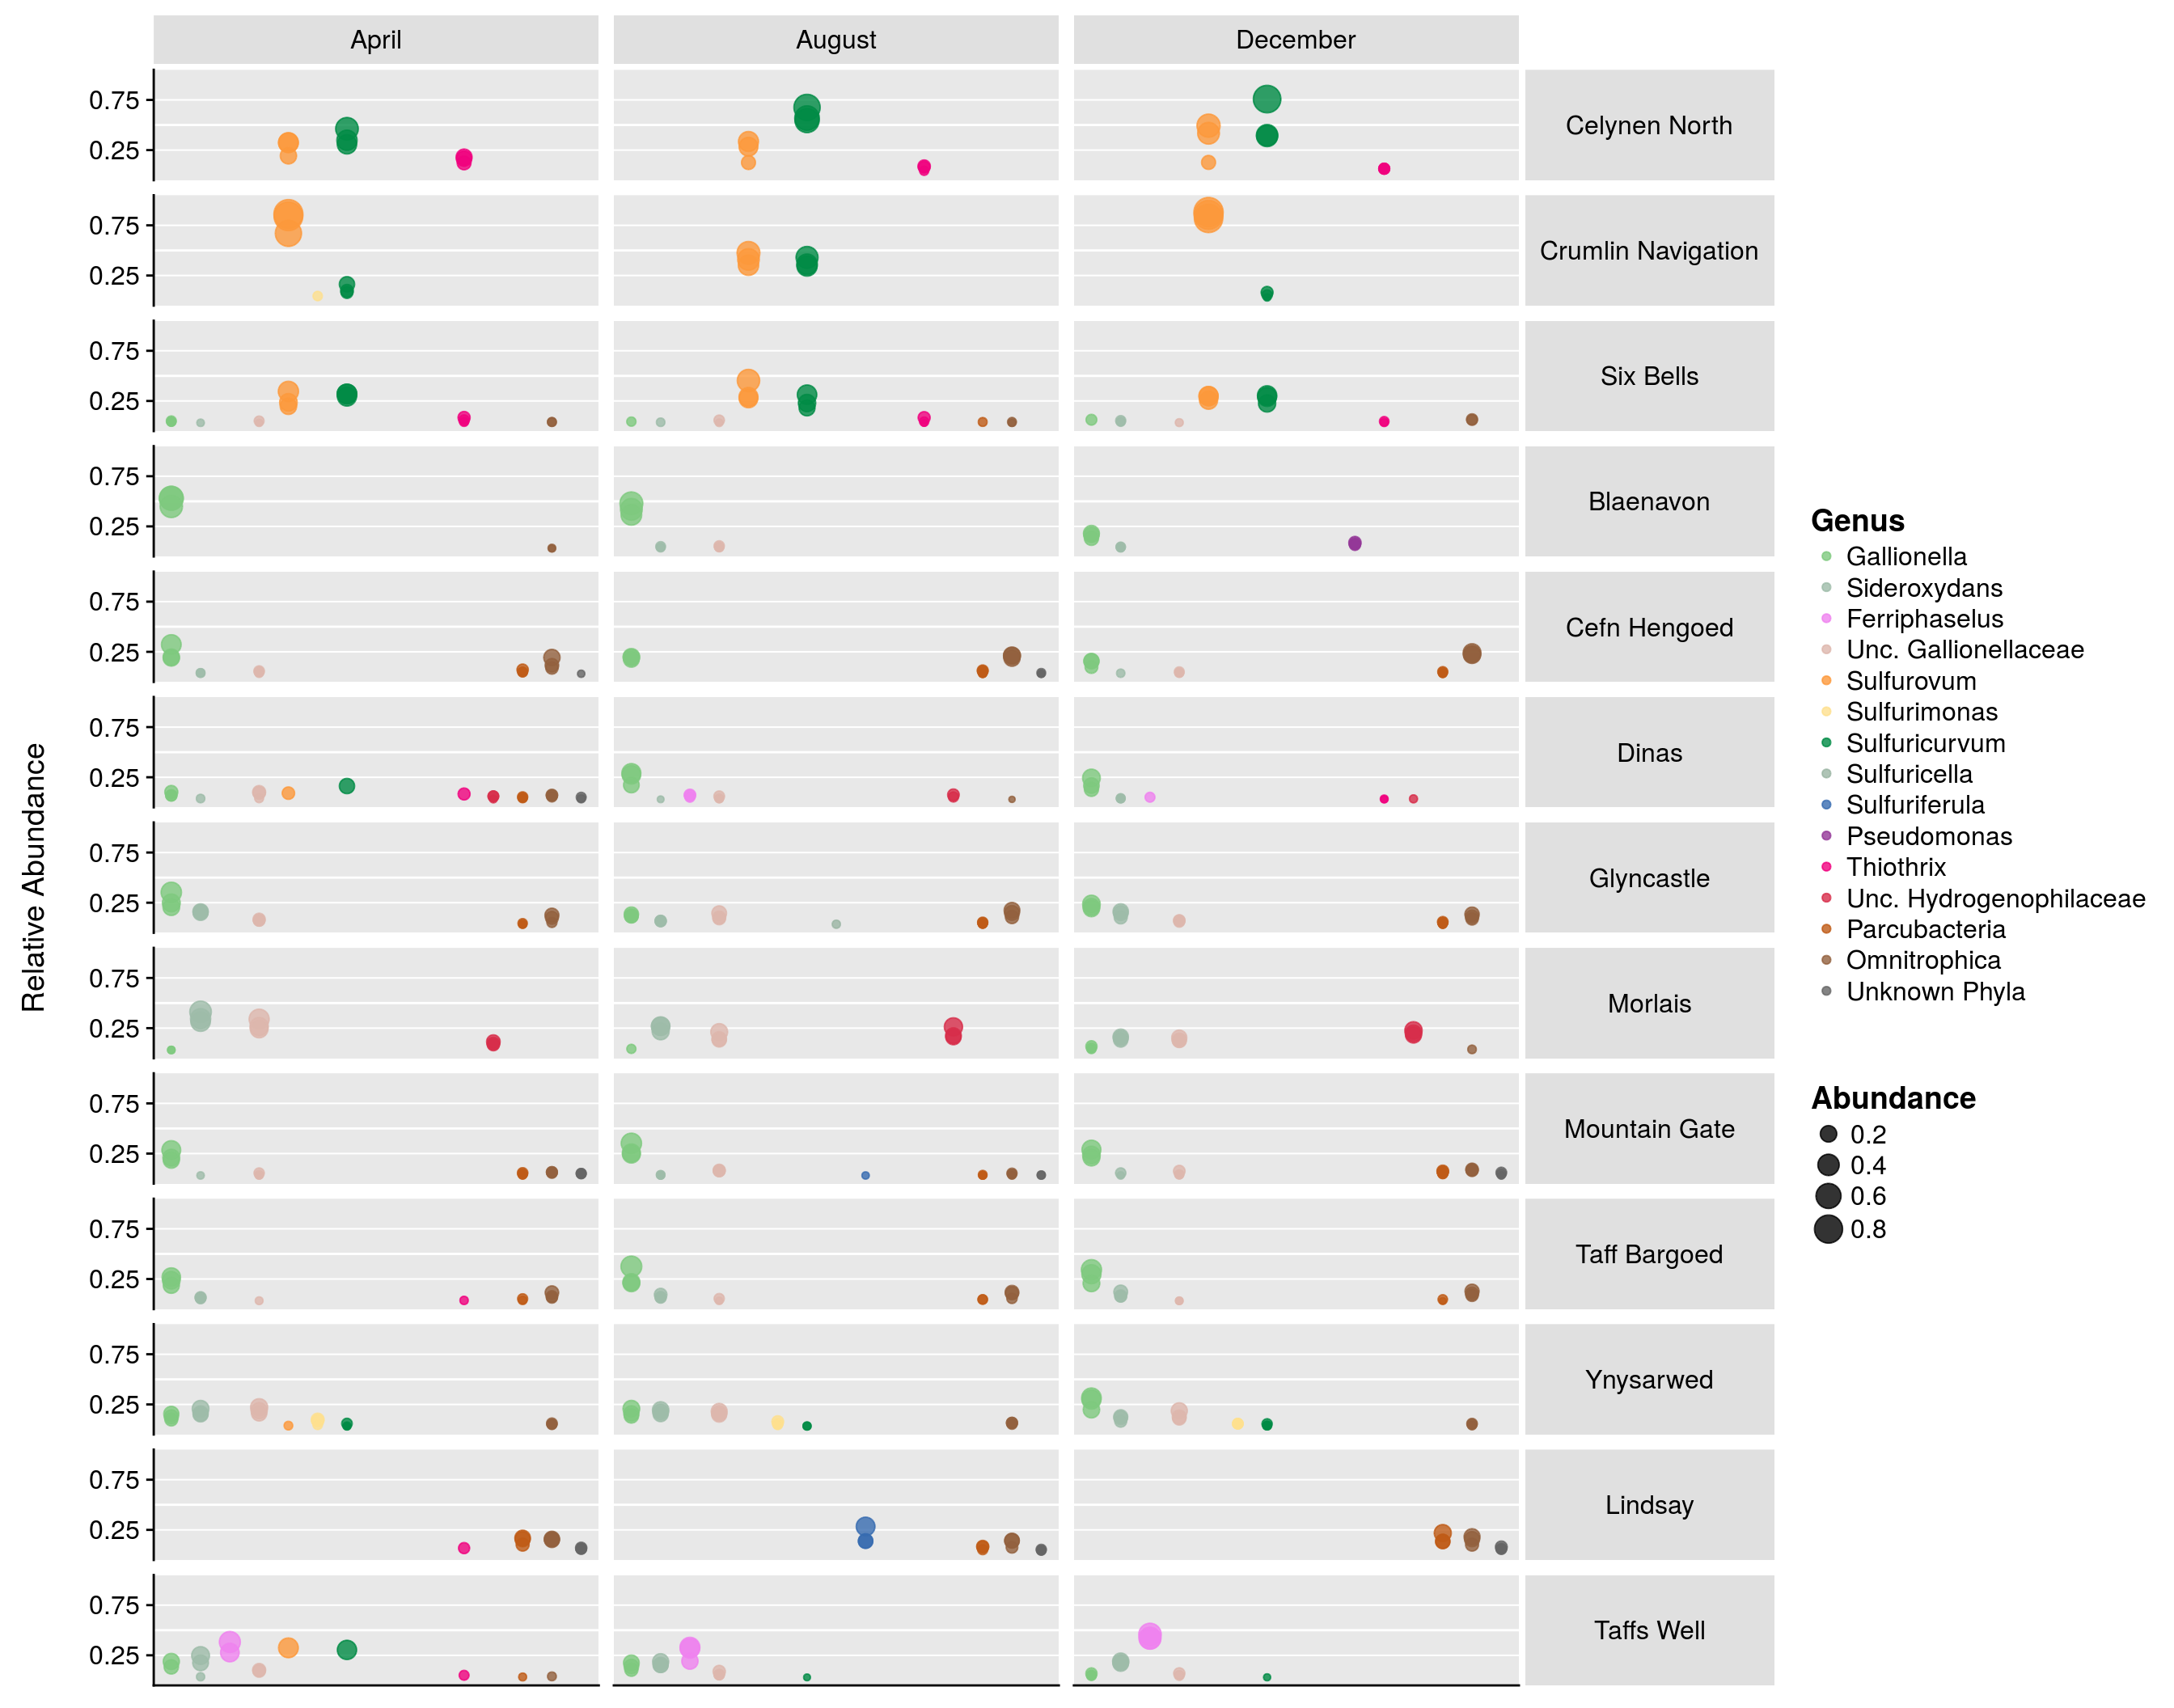 April August December
0.75
0.25
Celynen North
0.75
0.25
Crumlin Navigation
0.75
0.25
Six Bells
0.75
0.25
Blaenavon
0.75
0.25
Cefn Hengoed
0.75
0.25
Dinas
0.75
0.25
Glyncastle
0.75
0.25
Morlais
0.75
0.25
Mountain Gate
0.75
0.25
Taff Bargoed
0.75
0.25
Ynysarwed
0.75
0.25
Lindsay
0.75
0.25
Taffs Well
Relative Abundance
Genus
Gallionella
Sideroxydans
Ferriphaselus
Unc. Gallionellaceae
Sulfurovum
Sulfurimonas
Sulfuricurvum
Sulfuricella
Sulfuriferula
Pseudomonas
Thiothrix
Unc. Hydrogenophilaceae
Parcubacteria
Omnitrophica
Unknown Phyla
Abundance
0.2
0.4
0.6
0.8